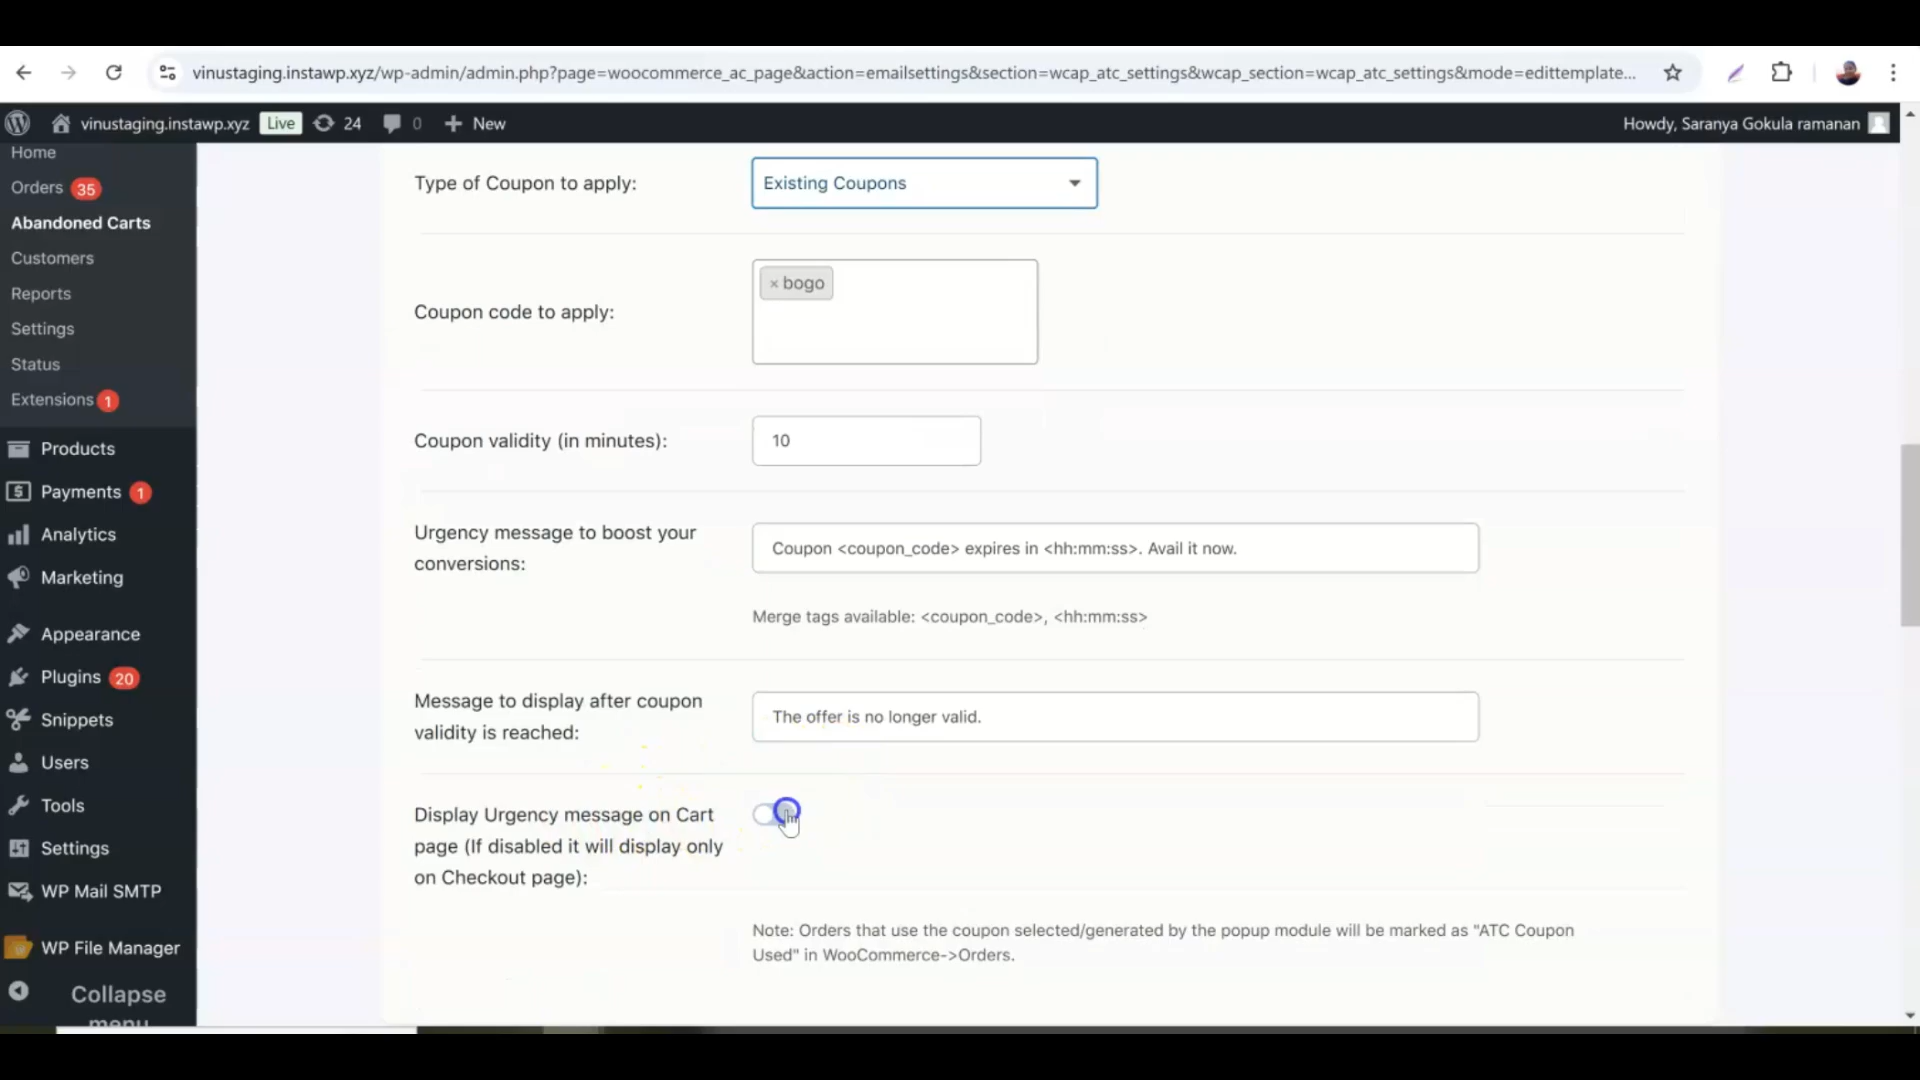 vinustaging.instawp.xyz/wp-admin/admin.php?page=woocommerce_ac_page&action=emailsettings&section=wcap_atc_settings&wcap_section=wcap_atc_settings&mode=edittemplate...
vinustaging.instawp.xyz Live 24 0 New Howdy, Saranya Gokula ramanan
Home
Orders 35
Abandoned Carts
Customers
Reports
Settings
Status
Extensions 1
Products
Payments 1
Analytics
Marketing
Appearance
Plugins 20
Snippets
Users
Tools
Settings
WP Mail SMTP
WP File Manager
Collapse
menu
Type of Coupon to apply:
Existing Coupons
Coupon code to apply:
× bogo
Coupon validity (in minutes):
10
Urgency message to boost your
conversions:
Coupon <coupon_code> expires in <hh:mm:ss>. Avail it now.
Merge tags available: <coupon_code>, <hh:mm:ss>
Message to display after coupon
validity is reached:
The offer is no longer valid.
Display Urgency message on Cart
page (If disabled it will display only
on Checkout page):
Note: Orders that use the coupon selected/generated by the popup module will be marked as "ATC Coupon
Used" in WooCommerce->Orders.